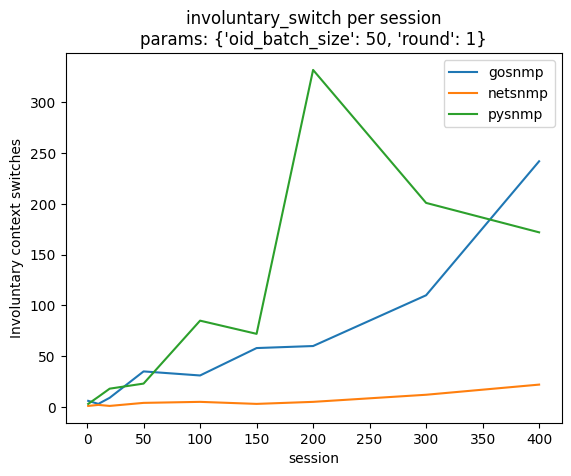 involuntary_switch per session
params: {'oid_batch_size': 50, 'round': 1}
gosnmp
netsnmp
pysnmp
Involuntary context switches
300
250
200
150
100
50
0
0 50 100 150 200 250 300 350 400
session